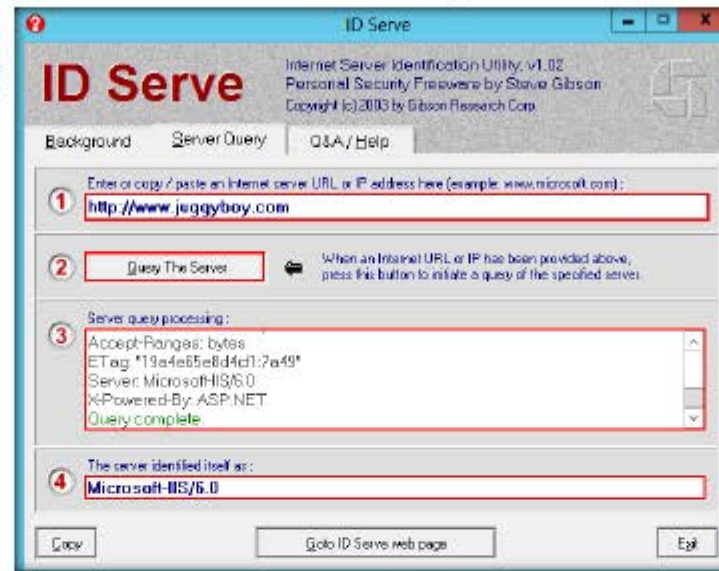 ID Serve
ID Serve
Internet Server Identification Utility, v1.02
Personal Security Freeware by Steve Gibson
Copyright (c) 2003 by Gibson Research Corp.
Background
Server Query
Q&A / Help
1
Enter or copy / paste an Internet server URL or IP address here (example: www.microsoft.com) :
http://www.juggyboy.com
2
Query The Server
When an Internet URL or IP has been provided above,
press this button to initiate a query of the specified server.
3
Server query processing :
Accept-Ranges: bytes
ETag: "19a4e65e8d4cf1:7a49"
Server: Microsoft-IIS/6.0
X-Powered-By: ASP.NET
Query complete.
4
The server identified itself as :
Microsoft-IIS/6.0
Copy
Goto ID Serve web page
Exit